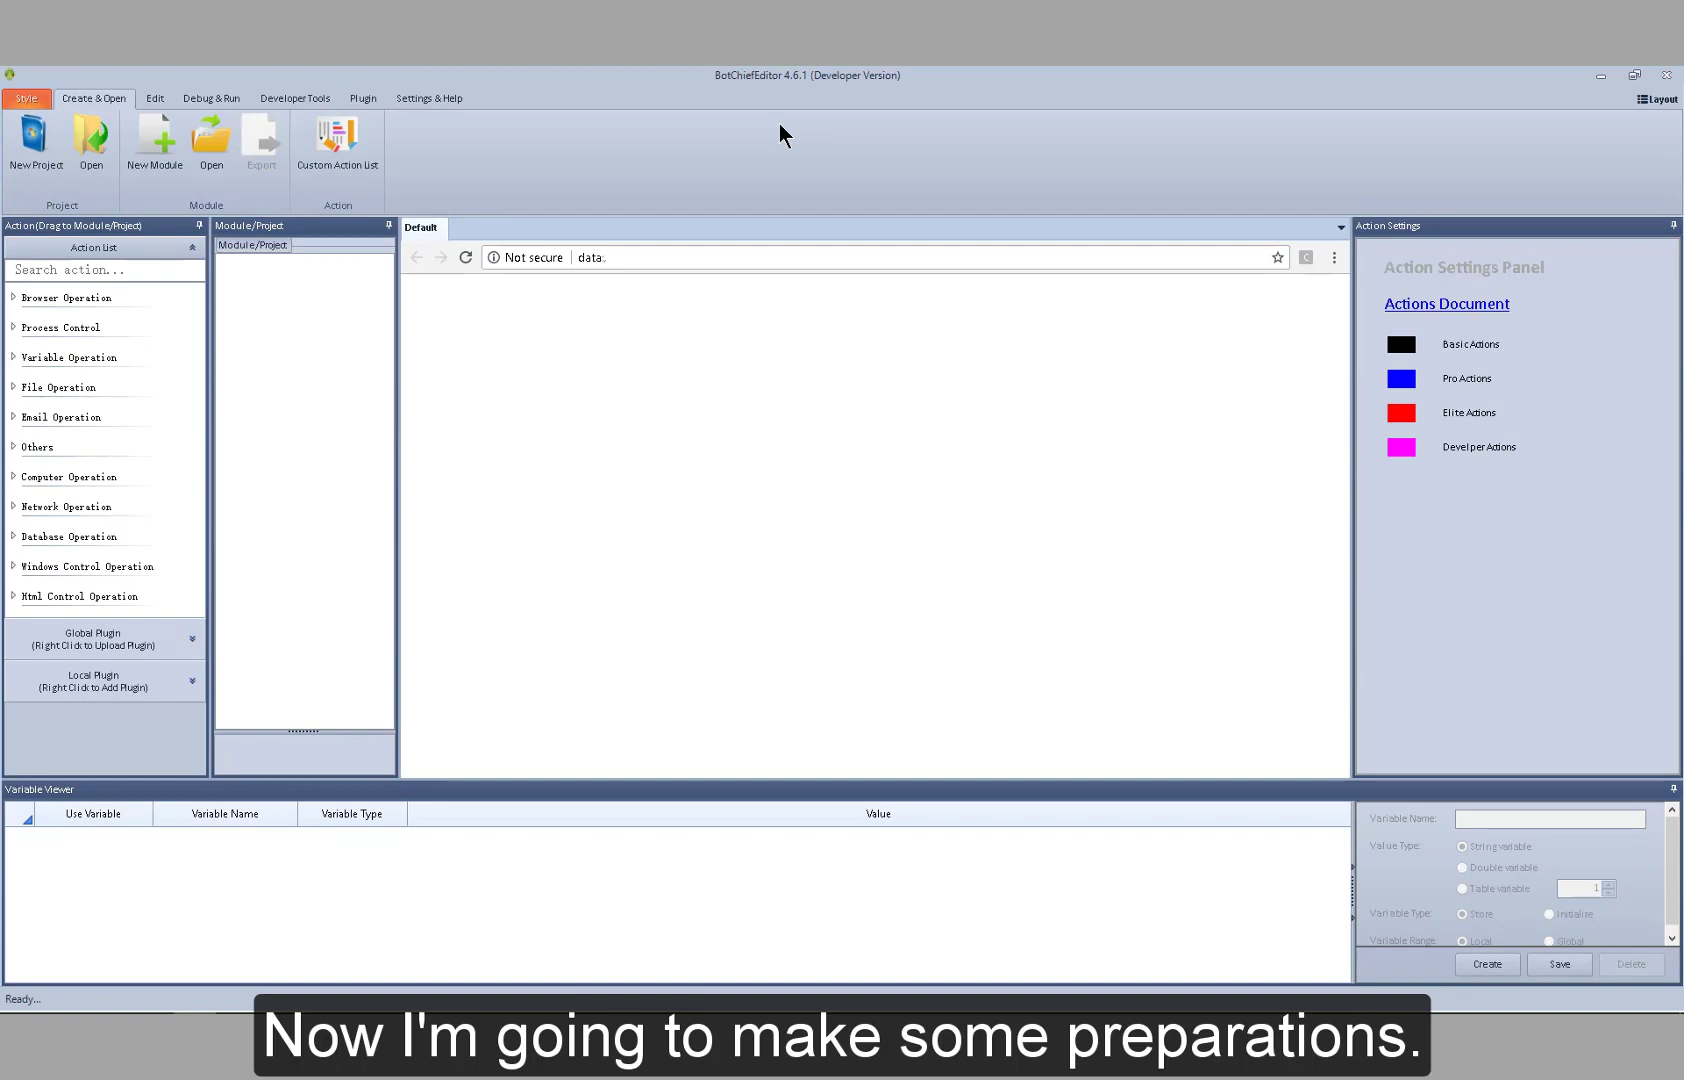 BotChiefEditor 4.6.1 (Developer Version)
Style Create & Open Edit Debug & Run Developer Tools Plugin Settings & Help Layout
New Project Open New Module Open Export Custom Action List
Project Module Action
Action(Drag to Module/Project) Module/Project Default Action Settings
Action List Module/Project
Search action...
Not secure data:,
Action Settings Panel
Actions Document
Basic Actions
Pro Actions
Elite Actions
Develper Actions
Browser Operation
Process Control
Variable Operation
File Operation
Email Operation
Others
Computer Operation
Network Operation
Database Operation
Windows Control Operation
Html Control Operation
Global Plugin
(Right Click to Upload Plugin)
Local Plugin
(Right Click to Add Plugin)
Variable Viewer
Use Variable Variable Name Variable Type Value
Variable Name:
Value Type: String variable
Double variable
Table variable 1
Variable Type: Store Initialize
Variable Range: Local Global
Create Save Delete
Ready...
Now I'm going to make some preparations.